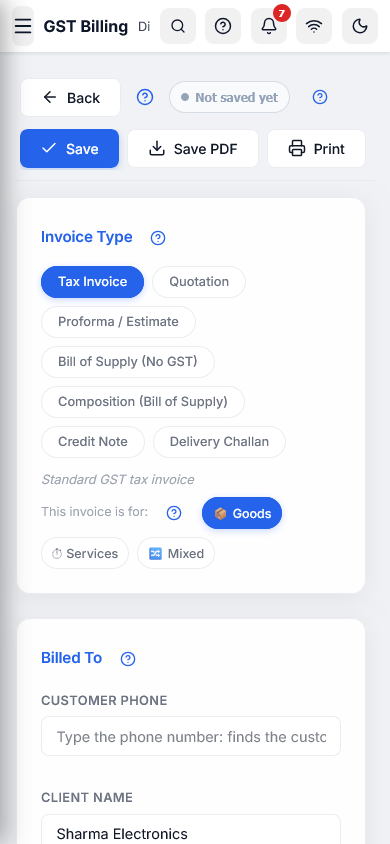 GST Billing Di 7
Back Not saved yet
Save Save PDF Print
Invoice Type
Tax Invoice Quotation
Proforma / Estimate
Bill of Supply (No GST)
Composition (Bill of Supply)
Credit Note Delivery Challan
Standard GST tax invoice
This invoice is for: Goods
Services Mixed
Billed To
CUSTOMER PHONE
Type the phone number: finds the custo
CLIENT NAME
Sharma Electronics